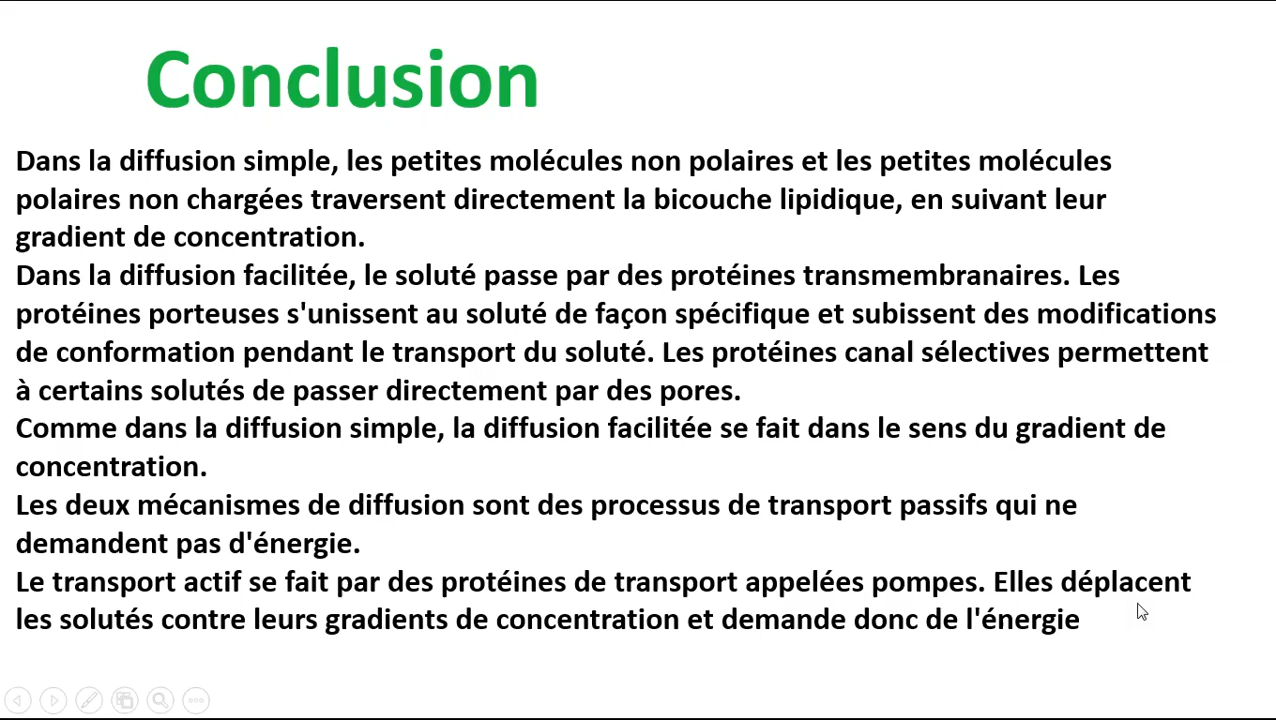 Conclusion
Dans la diffusion simple, les petites molécules non polaires et les petites molécules
polaires non chargées traversent directement la bicouche lipidique, en suivant leur
gradient de concentration.
Dans la diffusion facilitée, le soluté passe par des protéines transmembranaires. Les
protéines porteuses s'unissent au soluté de façon spécifique et subissent des modifications
de conformation pendant le transport du soluté. Les protéines canal sélectives permettent
à certains solutés de passer directement par des pores.
Comme dans la diffusion simple, la diffusion facilitée se fait dans le sens du gradient de
concentration.
Les deux mécanismes de diffusion sont des processus de transport passifs qui ne
demandent pas d'énergie.
Le transport actif se fait par des protéines de transport appelées pompes. Elles déplacent
les solutés contre leurs gradients de concentration et demande donc de l'énergie